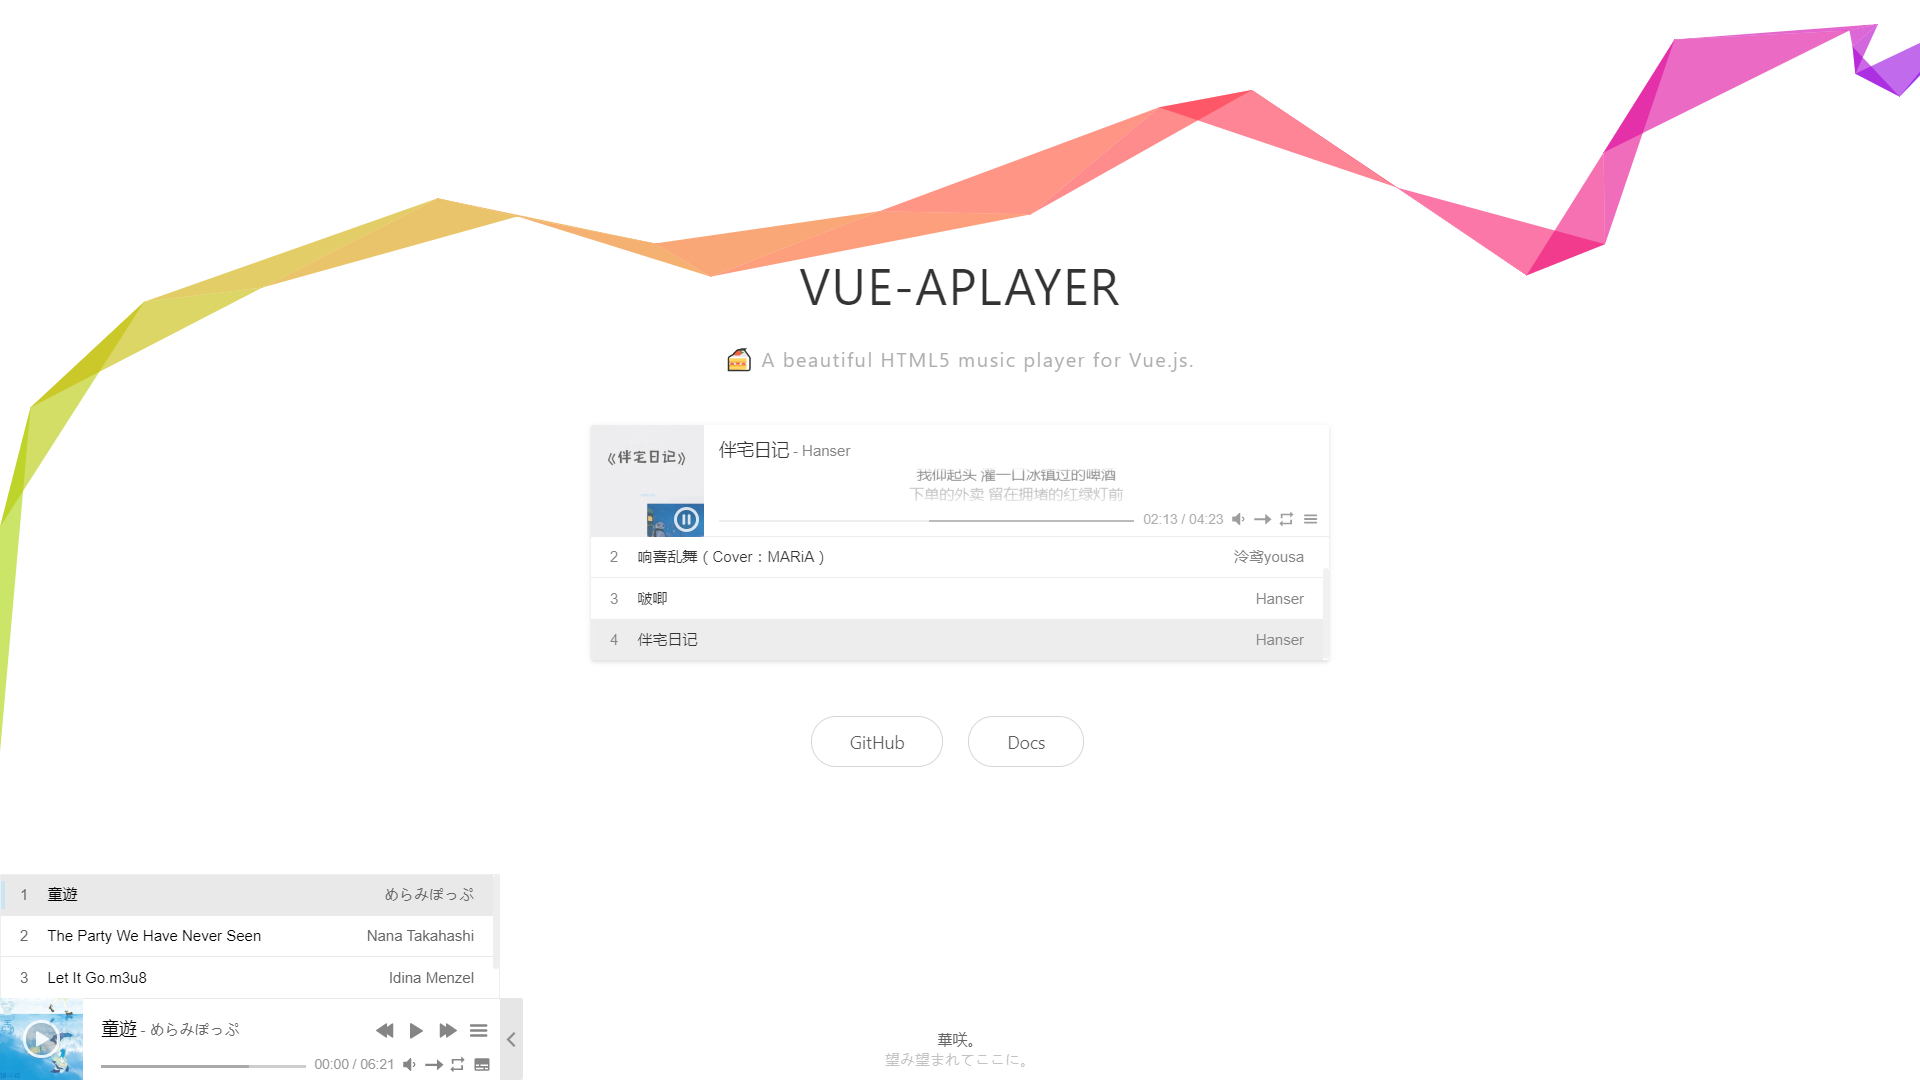 VUE-APLAYER
🍰 A beautiful HTML5 music player for Vue.js.
《伴宅日记》
伴宅日记 - Hanser
我仰起头 灌一口冰镇过的啤酒
下单的外卖 留在拥堵的红绿灯前
02:13 / 04:23
2 响喜乱舞（Cover：MARiA） 泠鸢yousa
3 啵唧 Hanser
4 伴宅日记 Hanser
GitHub Docs
1 童遊 めらみぽっぷ
2 The Party We Have Never Seen Nana Takahashi
3 Let It Go.m3u8 Idina Menzel
童遊 - めらみぽっぷ
00:00 / 06:21
華咲。
望み望まれてここに。